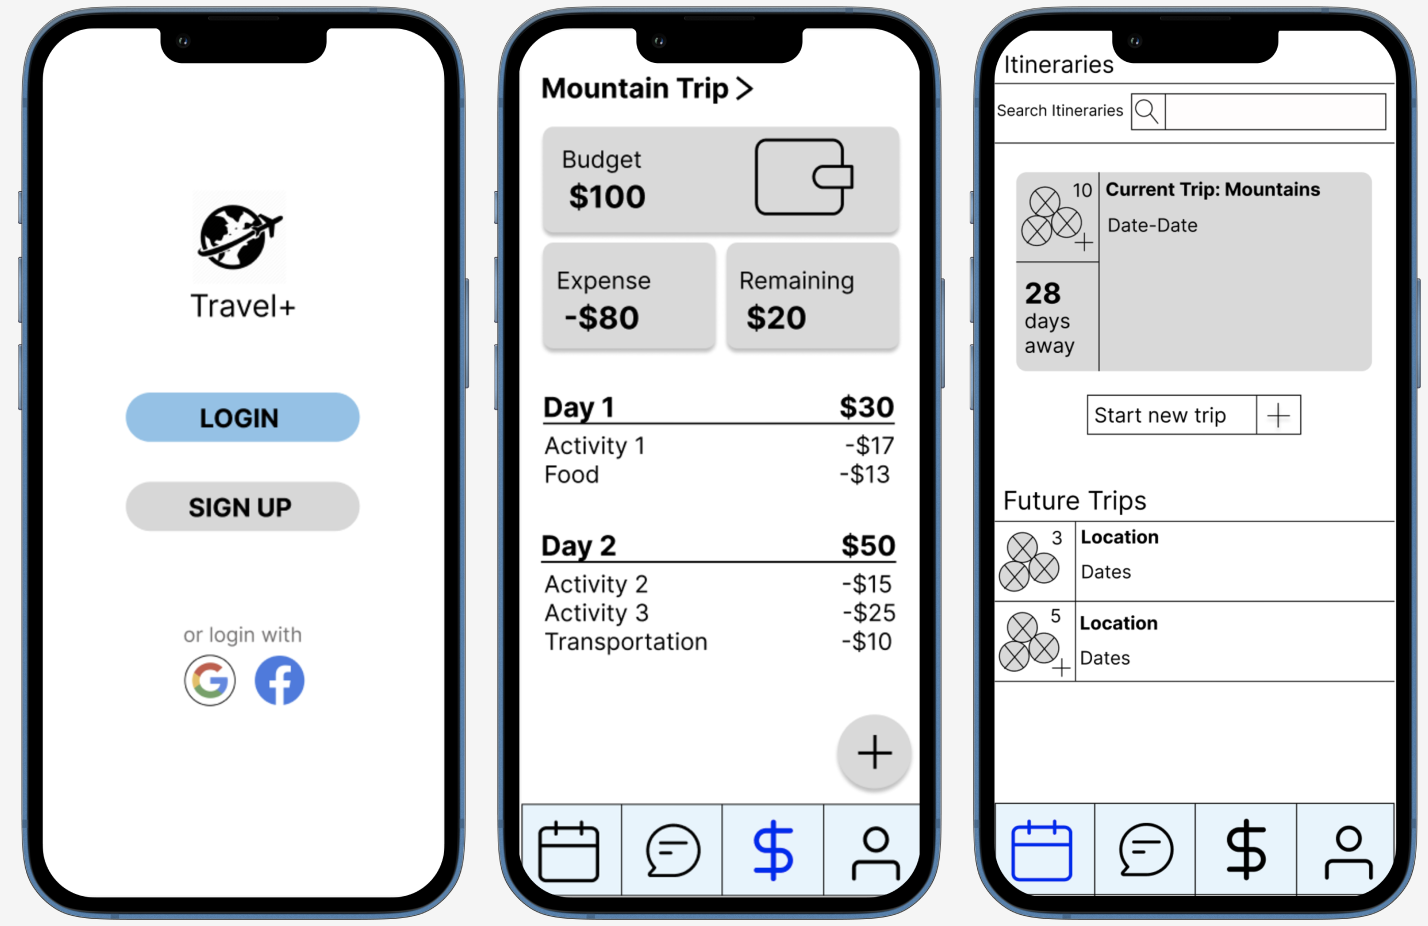 Travel+
LOGIN
SIGN UP
or login with
Mountain Trip >
Budget
$100
Expense
-$80
Remaining
$20
Day 1 $30
Activity 1 -$17
Food -$13
Day 2 $50
Activity 2 -$15
Activity 3 -$25
Transportation -$10
+
Itineraries
Search Itineraries
10
+
Current Trip: Mountains
Date-Date
28
days
away
Start new trip +
Future Trips
3 Location
Dates
5 Location
+ Dates